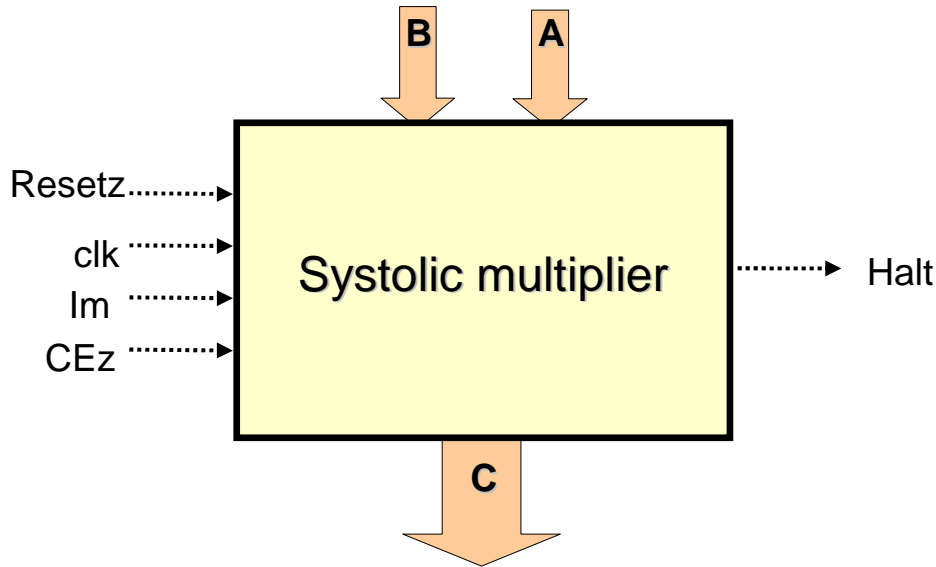 B
A
Resetz
clk
Im
CEz
Systolic multiplier
Halt
C